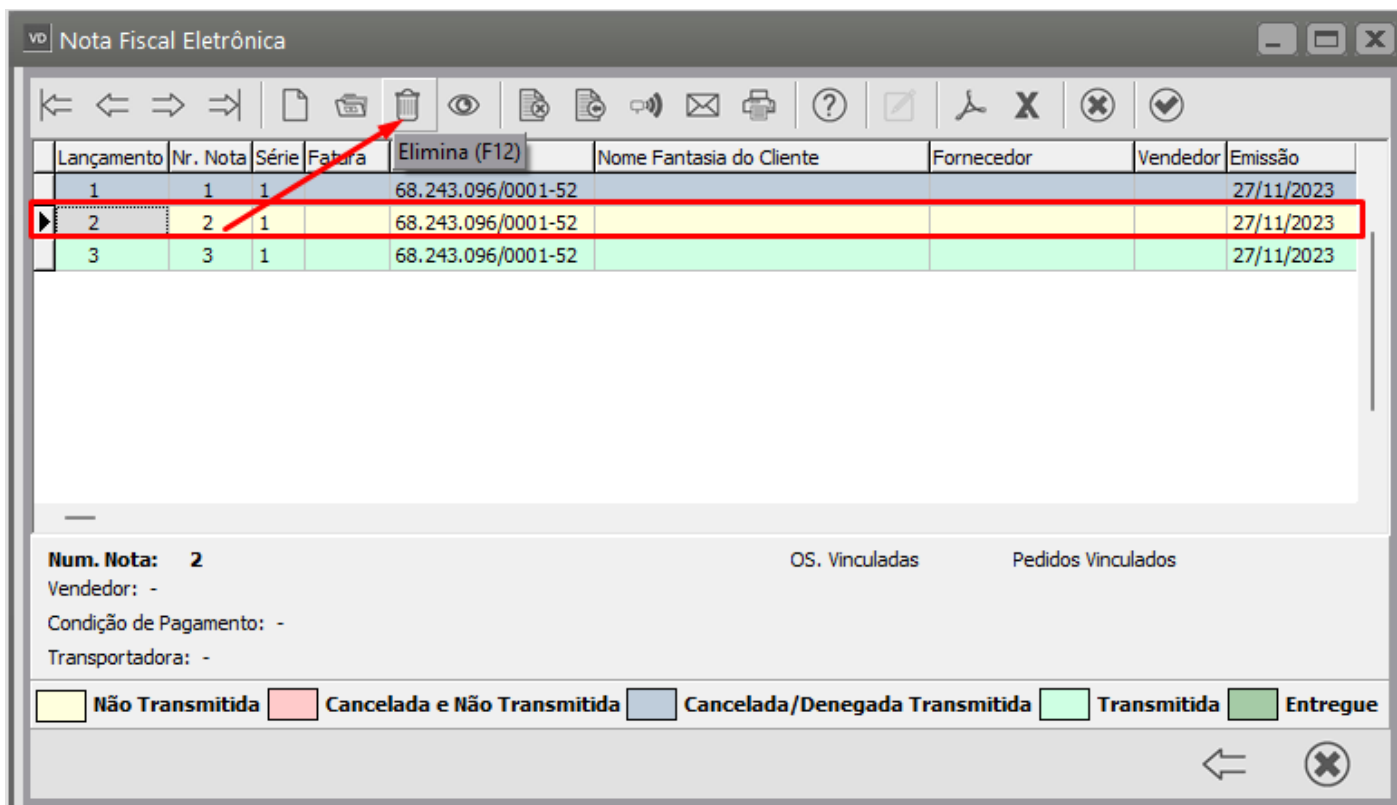 VD Nota Fiscal Eletrônica
Elimina (F12)
Lançamento Nr. Nota Série Fatura Nome Fantasia do Cliente Fornecedor Vendedor Emissão
1 1 1 68.243.096/0001-52 27/11/2023
2 2 1 68.243.096/0001-52 27/11/2023
3 3 1 68.243.096/0001-52 27/11/2023
Num. Nota: 2 OS. Vinculadas Pedidos Vinculados
Vendedor: -
Condição de Pagamento: -
Transportadora: -
Não Transmitida Cancelada e Não Transmitida Cancelada/Denegada Transmitida Transmitida Entregue